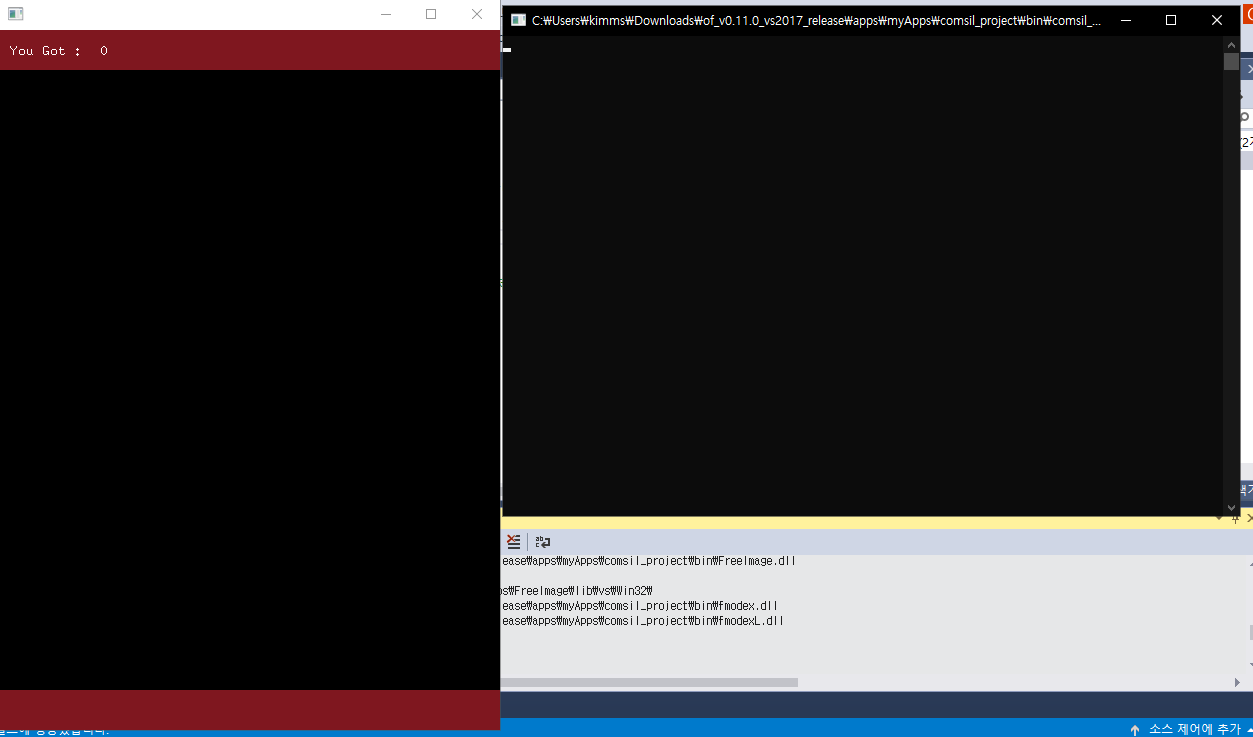 C:₩Users₩kimms₩Downloads₩of_v0.11.0_vs2017_release₩apps₩myApps₩comsil_project₩bin₩comsil_...
You Got : 0
ease₩apps₩myApps₩comsil_project₩bin₩FreeImage.dll
ps₩FreeImage₩lib₩vs₩Win32₩
ease₩apps₩myApps₩comsil_project₩bin₩fmodex.dll
ease₩apps₩myApps₩comsil_project₩bin₩fmodexL.dll
소스 제어에 추가